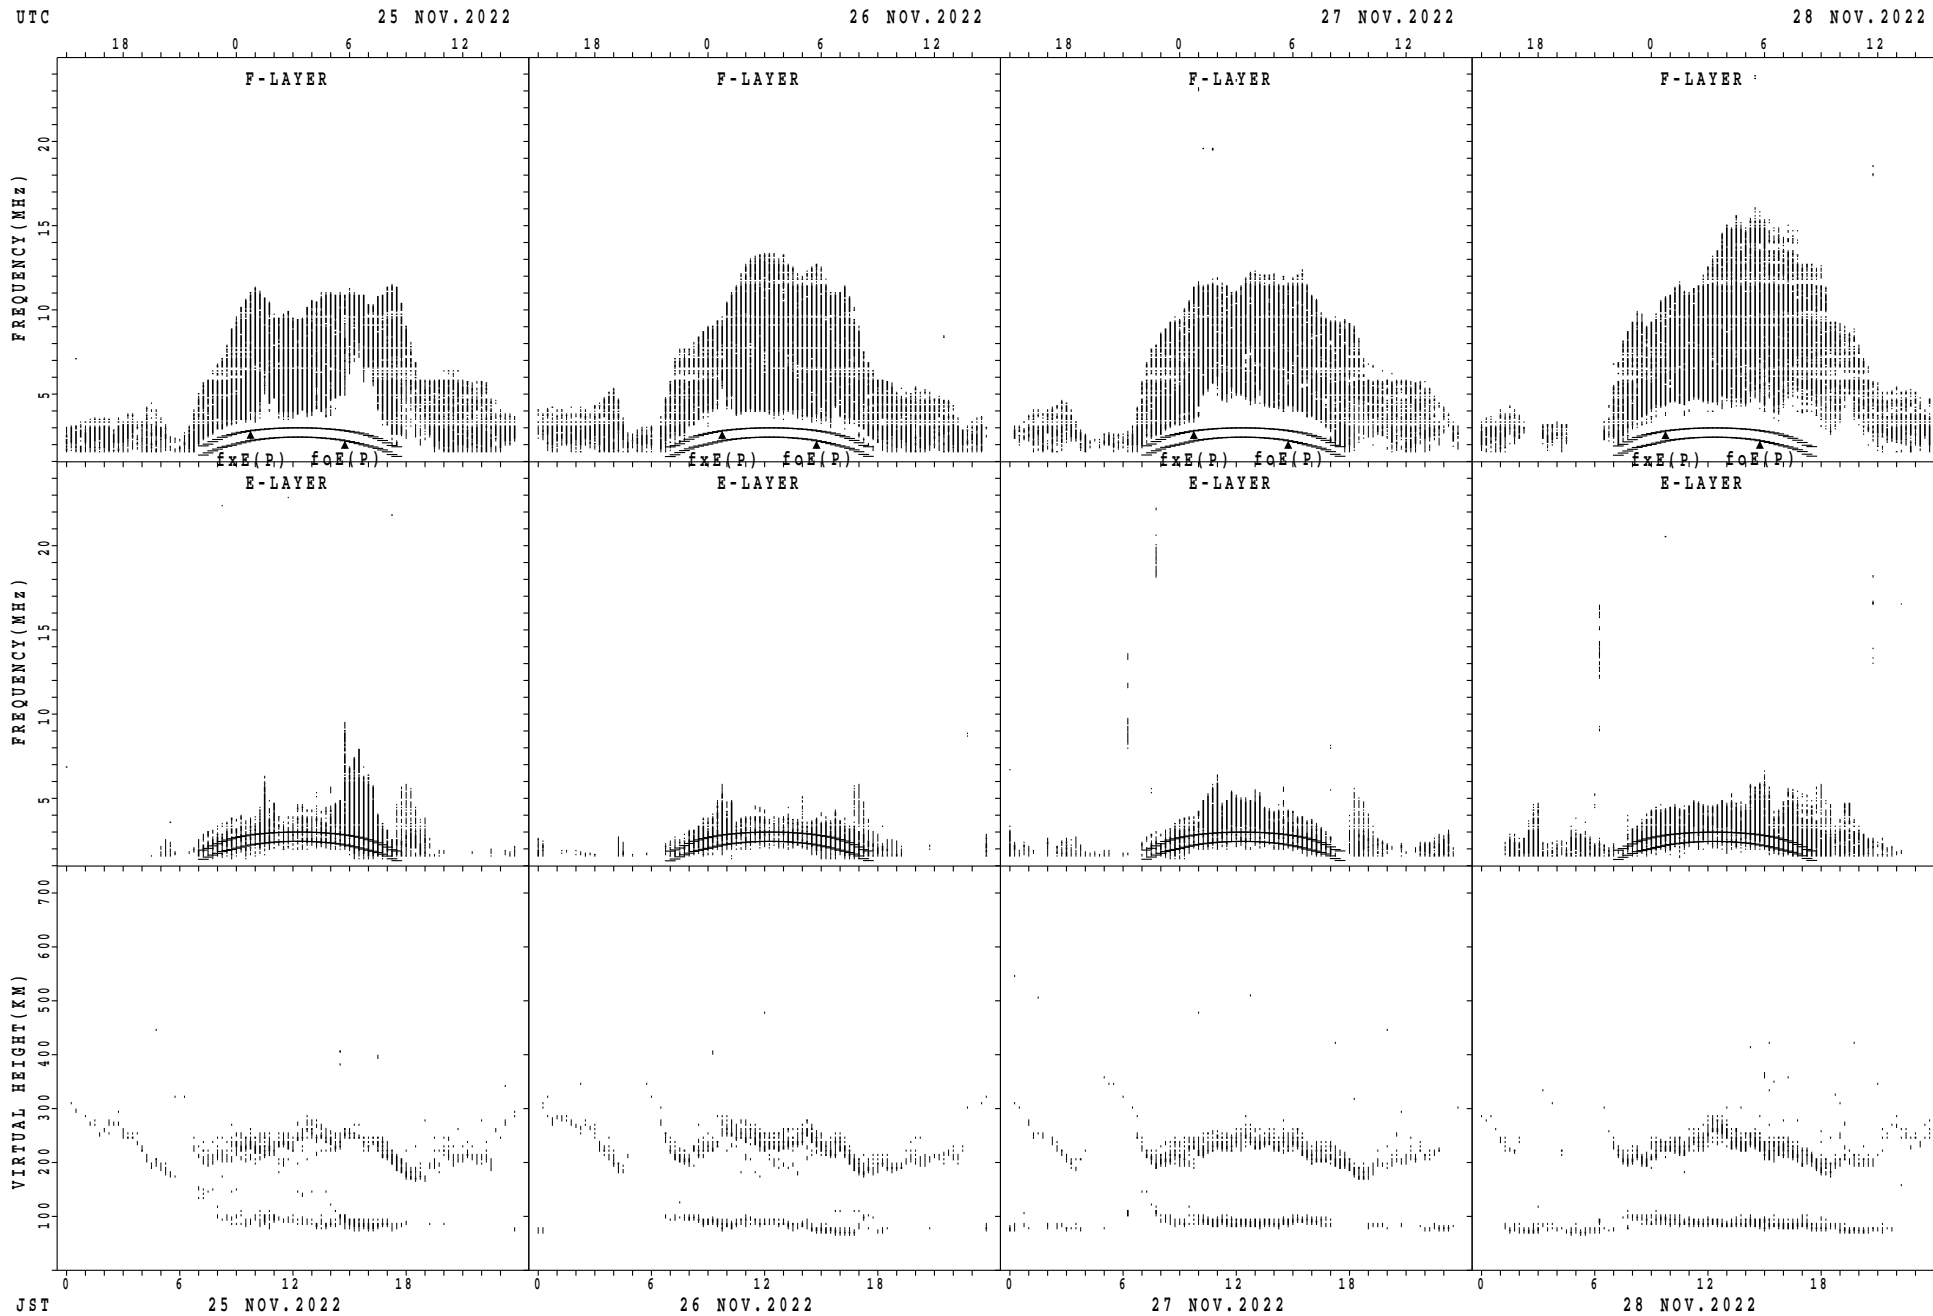 UTC 25 NOV.2022 26 NOV.2022 27 NOV.2022 28 NOV.2022
18 0 6 12 18 0 6 12 18 0 6 12 18 0 6 12
F-LAYER F-LAYER F-LAYER F-LAYER
FREQUENCY(MHz)
20
15
10
5
fxE(P) foE(P) fxE(P) foE(P) fxE(P) foE(P) fxE(P) foE(P)
E-LAYER E-LAYER E-LAYER E-LAYER
FREQUENCY(MHz)
20
15
10
5
VIRTUAL HEIGHT(KM)
700
600
500
400
300
200
100
0 6 12 18 0 6 12 18 0 6 12 18 0 6 12 18
JST 25 NOV.2022 26 NOV.2022 27 NOV.2022 28 NOV.2022